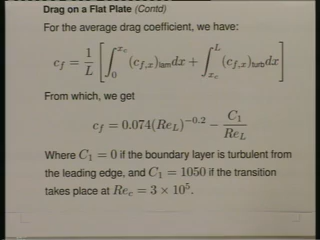 Drag on a Flat Plate (Contd)
For the average drag coefficient, we have:
$c_f = \frac{1}{L} \left[ \int_0^{x_c} (c_{f,x})_{\text{lam}} dx + \int_{x_c}^{L} (c_{f,x})_{\text{turb}} dx \right]$
From which, we get
$c_f = 0.074 (Re_L)^{-0.2} - \frac{C_1}{Re_L}$
Where $C_1 = 0$ if the boundary layer is turbulent from
the leading edge, and $C_1 = 1050$ if the transition
takes place at $Re_c = 3 \times 10^5$.